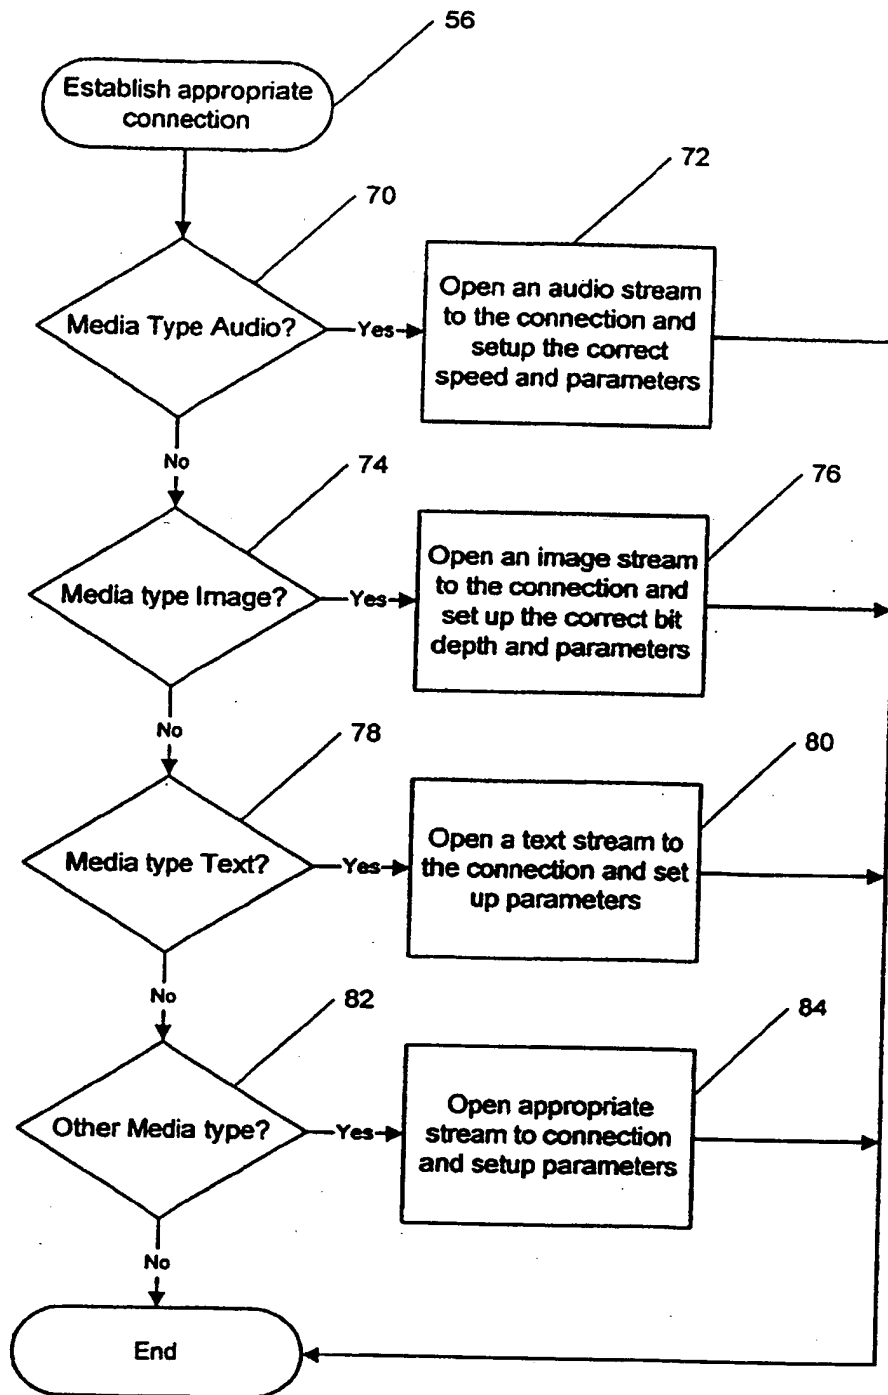 56
Establish appropriate
connection
70
Media Type Audio?
Yes
72
Open an audio stream
to the connection and
setup the correct
speed and parameters
No
74
Media type Image?
Yes
76
Open an image stream
to the connection and
set up the correct bit
depth and parameters
No
78
Media type Text?
Yes
80
Open a text stream to
the connection and set
up parameters
No
82
Other Media type?
Yes
84
Open appropriate
stream to connection
and setup parameters
No
End